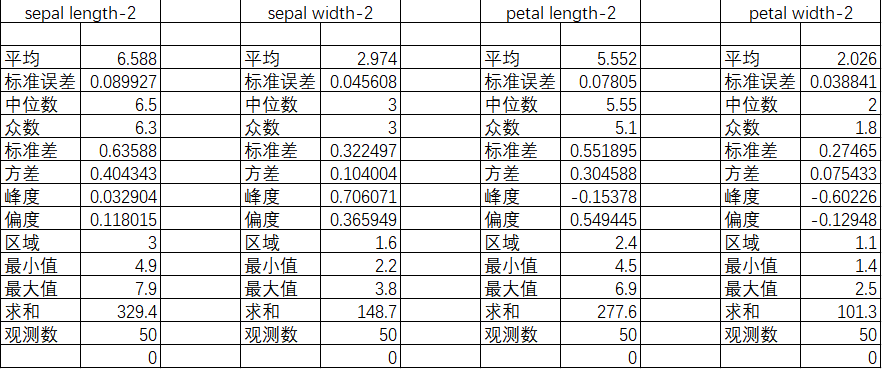 sepal length-2 sepal width-2 petal length-2 petal width-2
平均 6.588 平均 2.974 平均 5.552 平均 2.026
标准误差 0.089927 标准误差 0.045608 标准误差 0.07805 标准误差 0.038841
中位数 6.5 中位数 3 中位数 5.55 中位数 2
众数 6.3 众数 3 众数 5.1 众数 1.8
标准差 0.63588 标准差 0.322497 标准差 0.551895 标准差 0.27465
方差 0.404343 方差 0.104004 方差 0.304588 方差 0.075433
峰度 0.032904 峰度 0.706071 峰度 -0.15378 峰度 -0.60226
偏度 0.118015 偏度 0.365949 偏度 0.549445 偏度 -0.12948
区域 3 区域 1.6 区域 2.4 区域 1.1
最小值 4.9 最小值 2.2 最小值 4.5 最小值 1.4
最大值 7.9 最大值 3.8 最大值 6.9 最大值 2.5
求和 329.4 求和 148.7 求和 277.6 求和 101.3
观测数 50 观测数 50 观测数 50 观测数 50
0 0 0 0